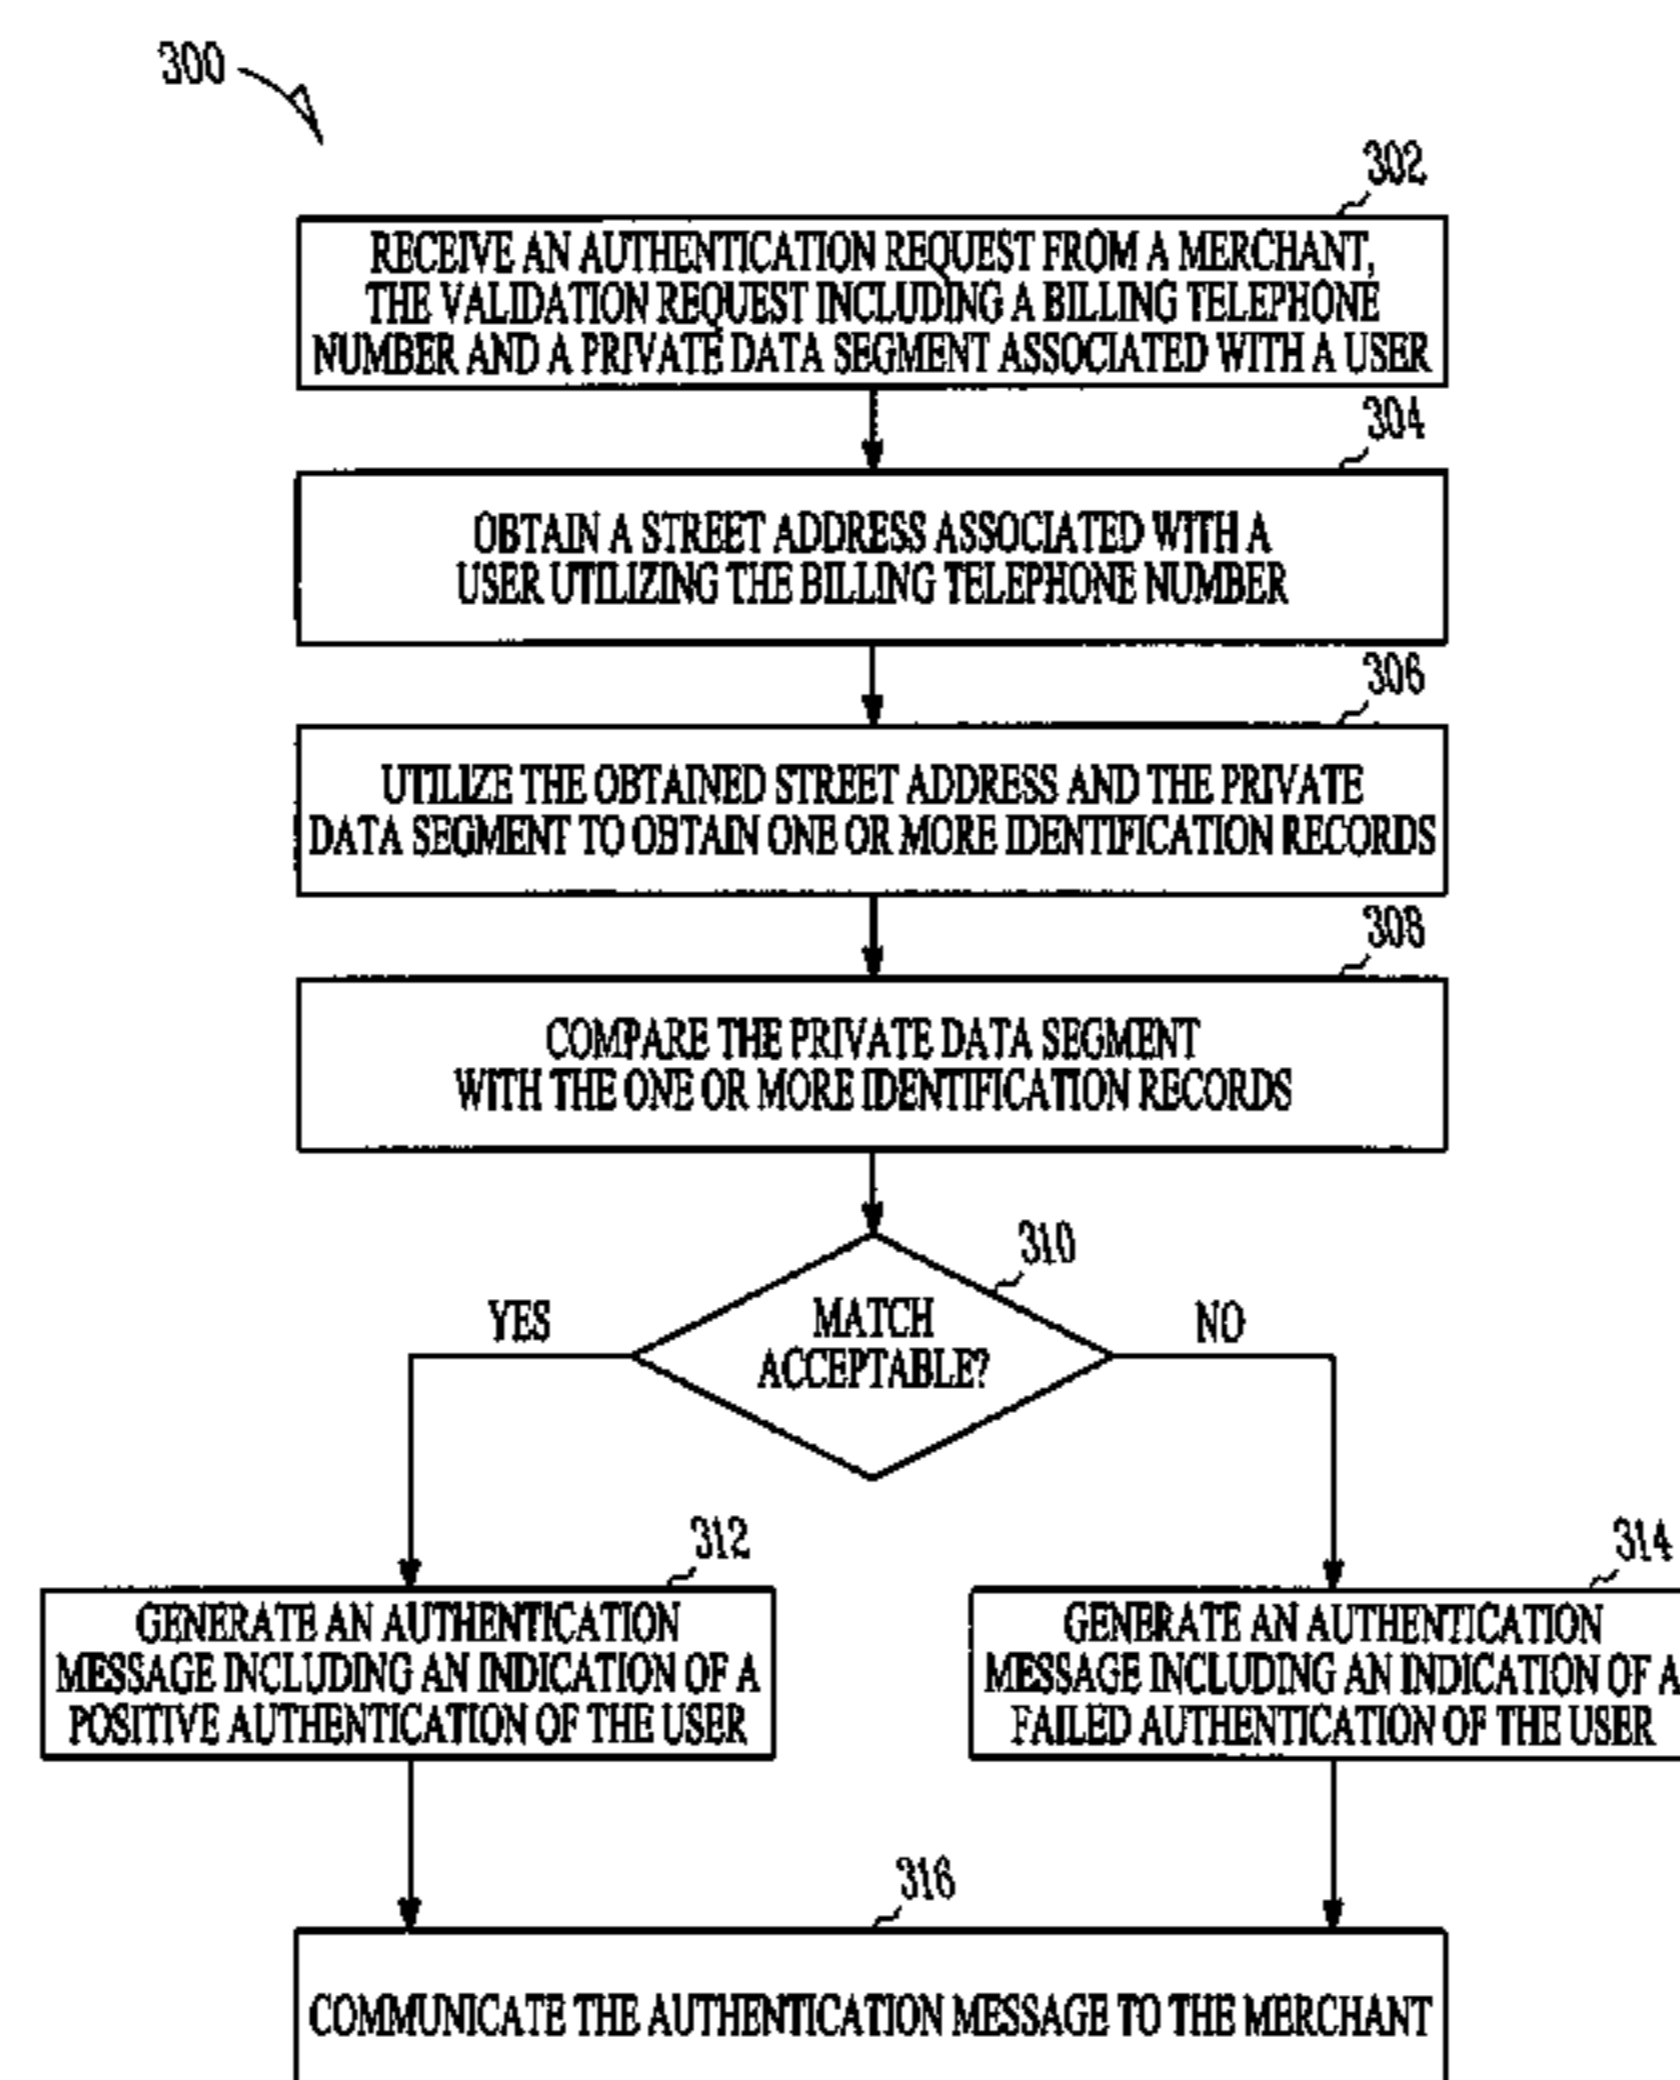 300
302
RECEIVE AN AUTHENTICATION REQUEST FROM A MERCHANT,
THE VALIDATION REQUEST INCLUDING A BILLING TELEPHONE
NUMBER AND A PRIVATE DATA SEGMENT ASSOCIATED WITH A USER
304
OBTAIN A STREET ADDRESS ASSOCIATED WITH A
USER UTILIZING THE BILLING TELEPHONE NUMBER
306
UTILIZE THE OBTAINED STREET ADDRESS AND THE PRIVATE
DATA SEGMENT TO OBTAIN ONE OR MORE IDENTIFICATION RECORDS
308
COMPARE THE PRIVATE DATA SEGMENT
WITH THE ONE OR MORE IDENTIFICATION RECORDS
310
MATCH
ACCEPTABLE?
YES
NO
312
GENERATE AN AUTHENTICATION
MESSAGE INCLUDING AN INDICATION OF A
POSITIVE AUTHENTICATION OF THE USER
314
GENERATE AN AUTHENTICATION
MESSAGE INCLUDING AN INDICATION OF A
FAILED AUTHENTICATION OF THE USER
316
COMMUNICATE THE AUTHENTICATION MESSAGE TO THE MERCHANT